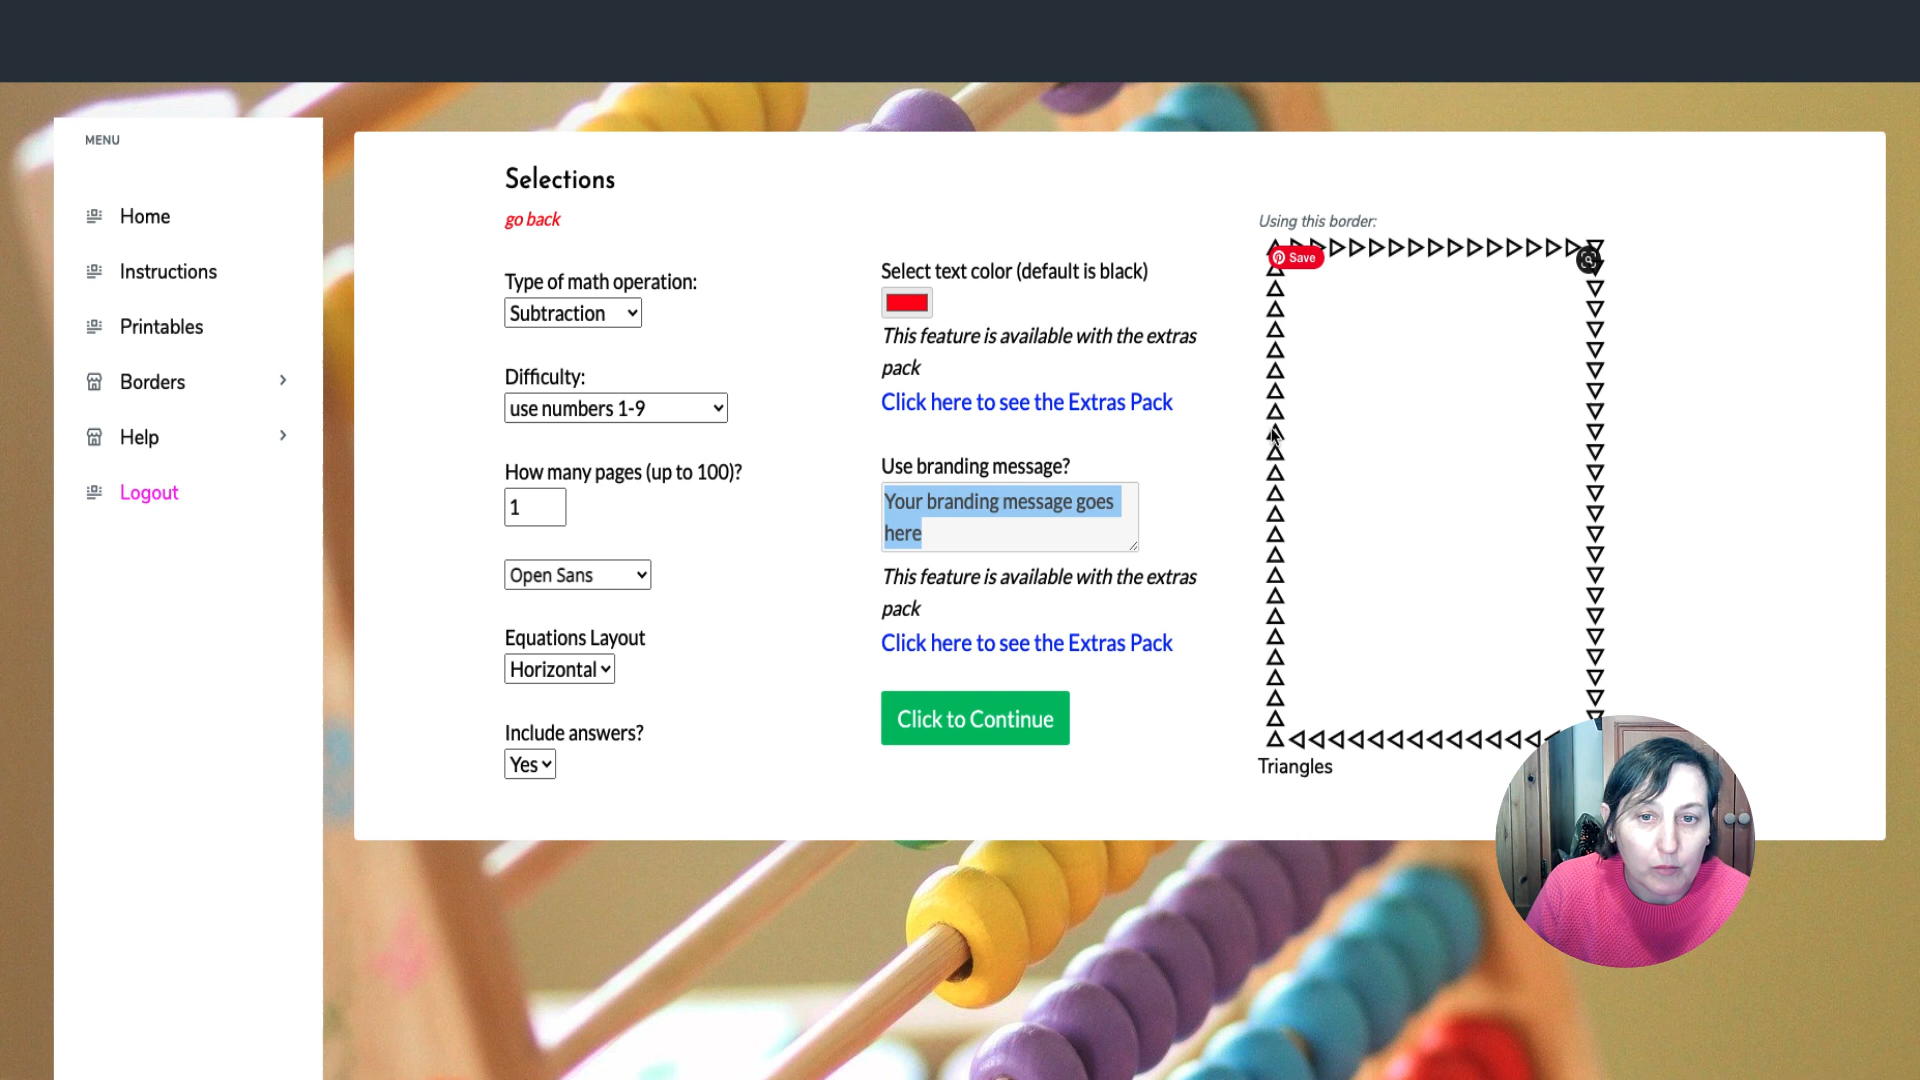 MENU
Home
Instructions
Printables
Borders
Help
Logout
Selections
go back
Type of math operation:
Subtraction
Difficulty:
use numbers 1-9
How many pages (up to 100)?
1
Open Sans
Equations Layout
Horizontal
Include answers?
Yes
Select text color (default is black)
This feature is available with the extras
pack
Click here to see the Extras Pack
Use branding message?
Your branding message goes
here
This feature is available with the extras
pack
Click here to see the Extras Pack
Click to Continue
Using this border:
Save
Triangles